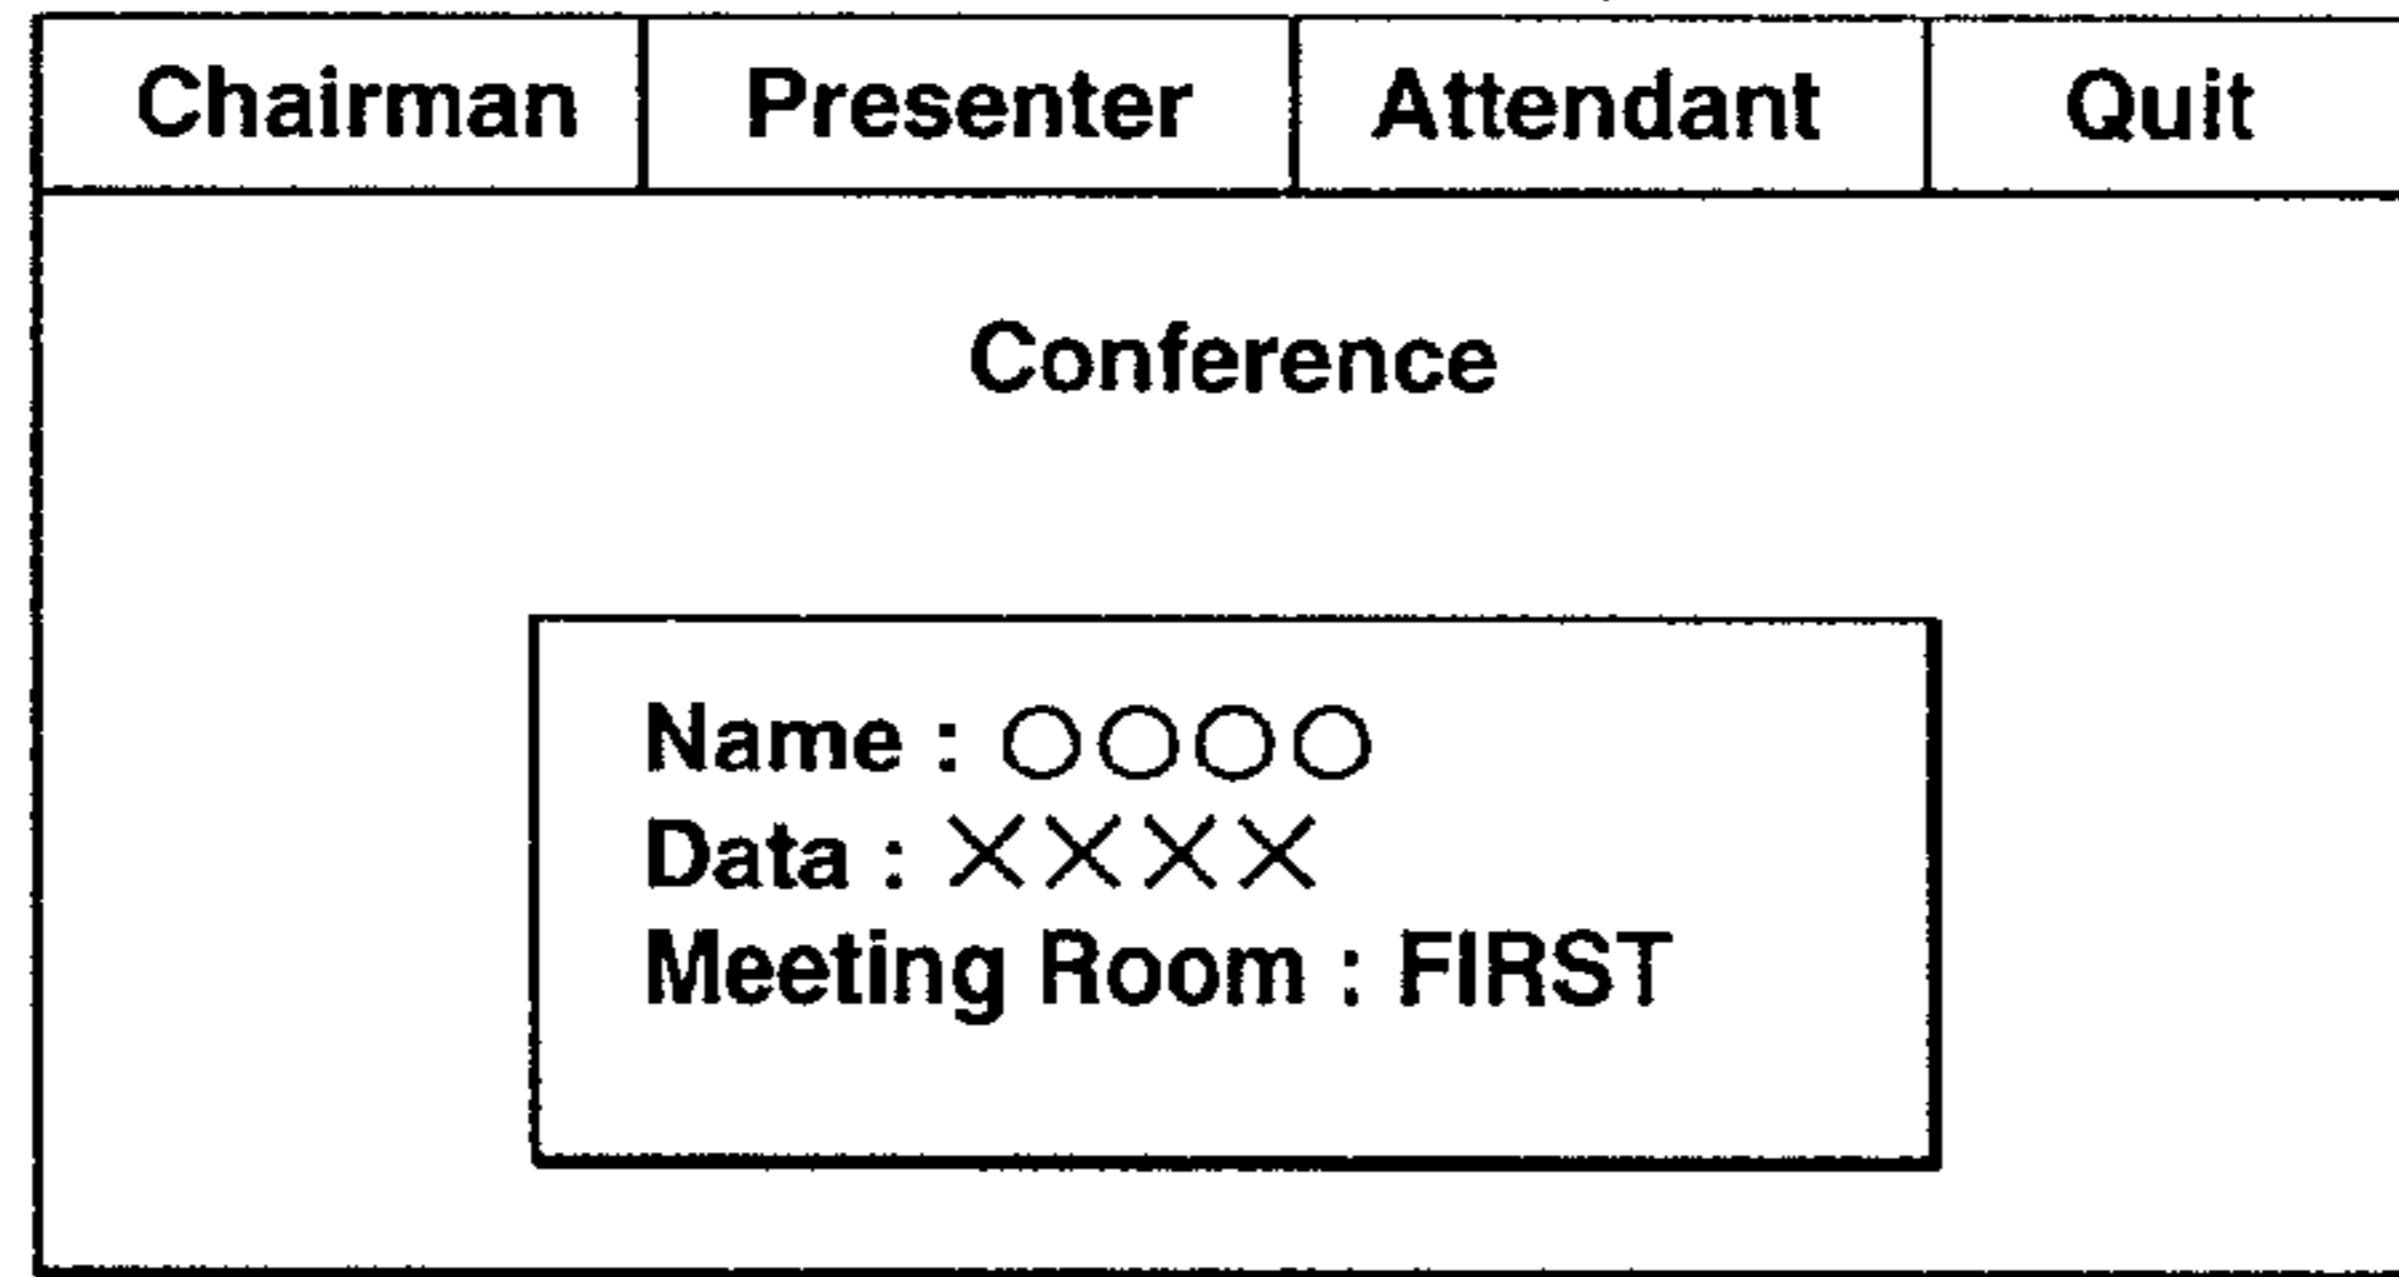 Chairman Presenter Attendant Quit
Conference
Name : ○○○○
Data : ××××
Meeting Room : FIRST